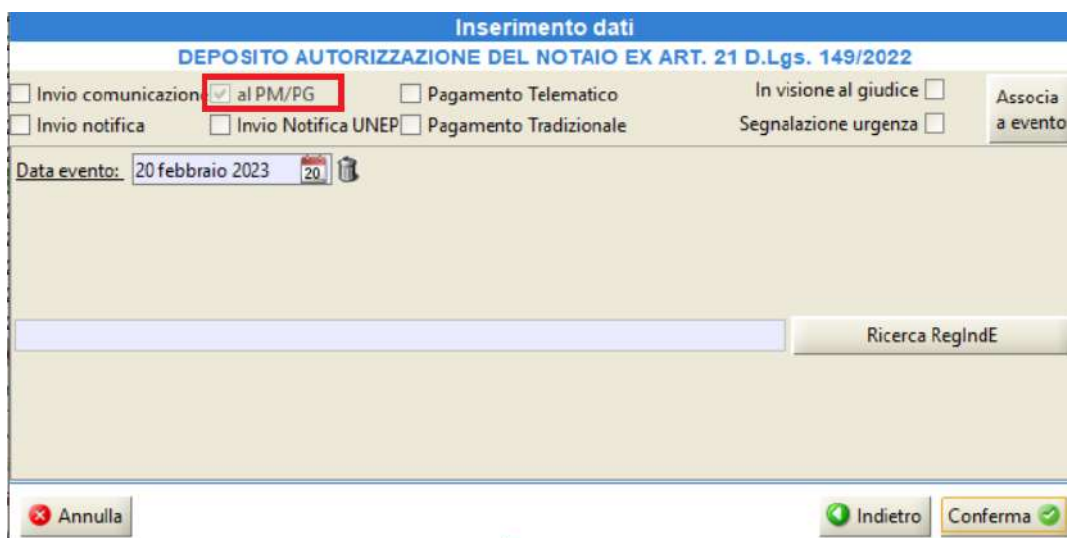 Inserimento dati
DEPOSITO AUTORIZZAZIONE DEL NOTAIO EX ART. 21 D.Lgs. 149/2022
Invio comunicazione al PM/PG Pagamento Telematico In visione al giudice Associa
Invio notifica Invio Notifica UNEP Pagamento Tradizionale Segnalazione urgenza a evento
Data evento: 20 febbraio 2023 20
Ricerca RegIndE
Annulla Indietro Conferma